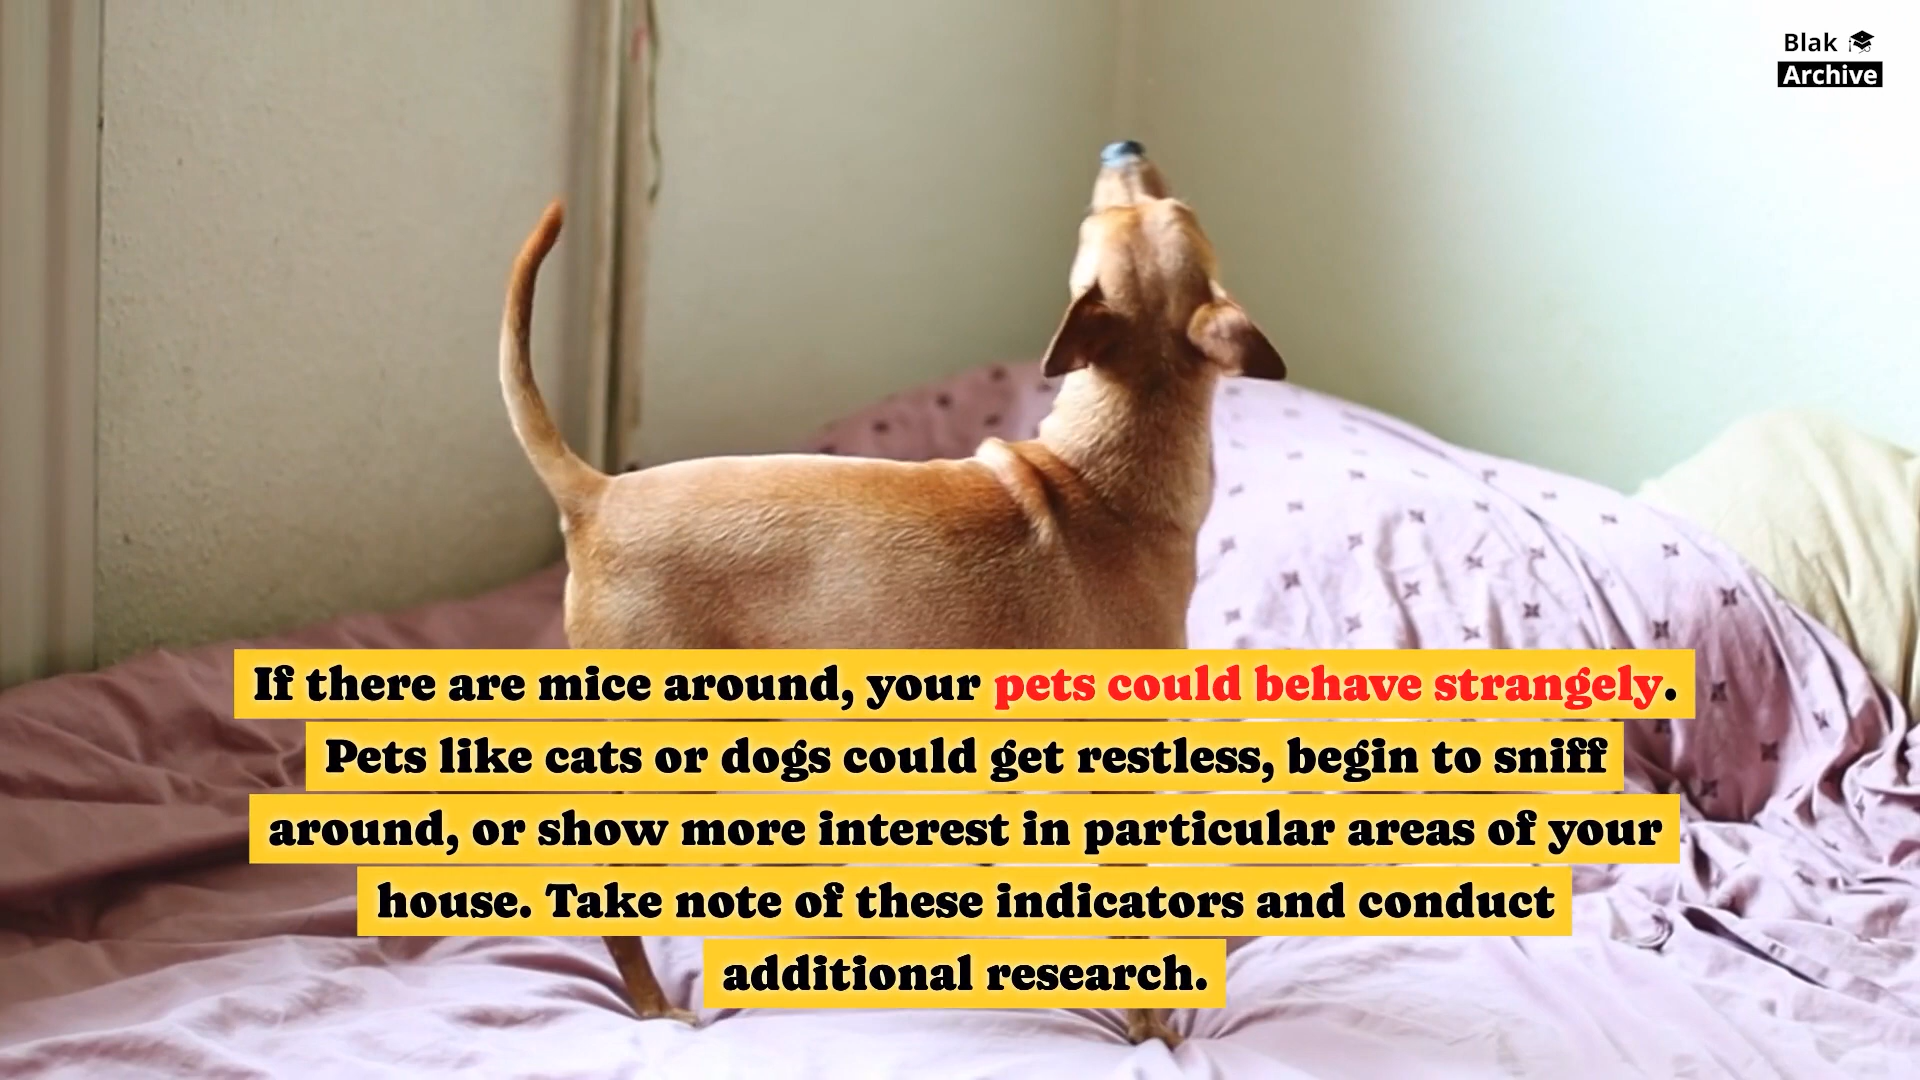 Blak
Archive
If there are mice around, your pets could behave strangely.
Pets like cats or dogs could get restless, begin to sniff
around, or show more interest in particular areas of your
house. Take note of these indicators and conduct
additional research.